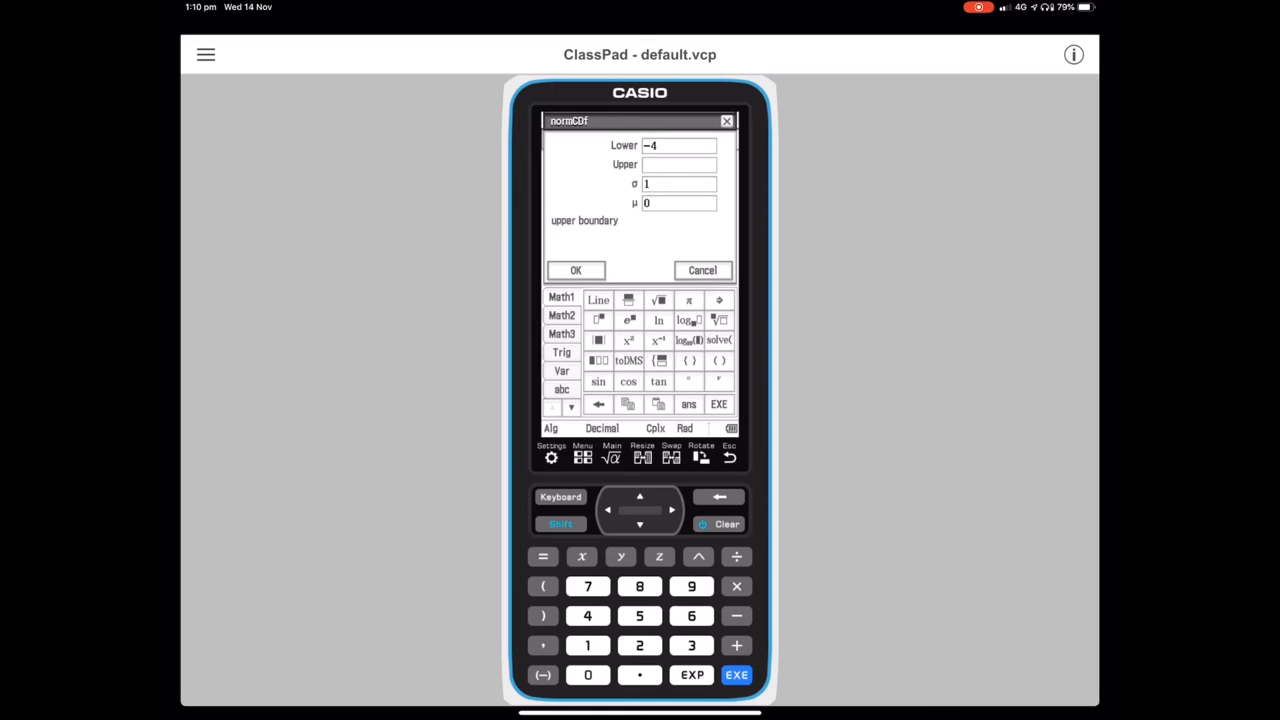 1:10 pm Wed 14 Nov
4G 79%
ClassPad - default.vcp
CASIO
normCDf
Lower −4
Upper
σ 1
μ 0
upper boundary
OK Cancel
Math1 Line √ π ⇒
Math2 e ln log √
Math3 x² x⁻¹ log₁₀( solve(
Trig toDMS { { } ( )
Var sin cos tan ° r
abc
ans EXE
Alg Decimal Cplx Rad
Settings Menu Main Resize Swap Rotate Esc
√α
Keyboard
Shift Clear
= x y z ^ ÷
( 7 8 9 ×
) 4 5 6 −
, 1 2 3 +
(−) 0 . EXP EXE